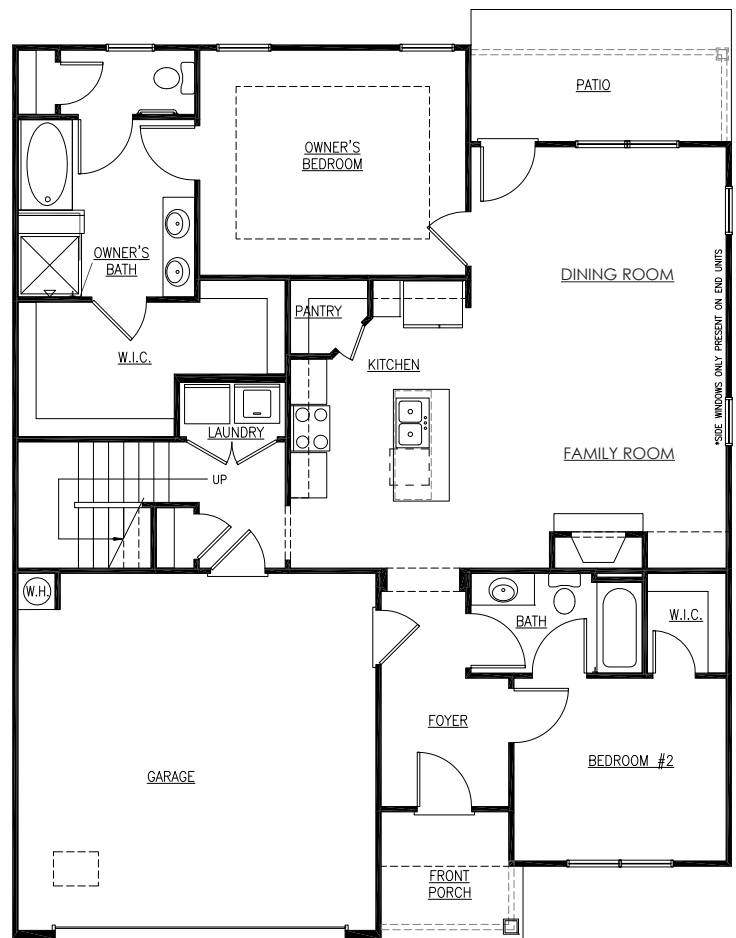 PATIO
OWNER'S
BEDROOM
OWNER'S
BATH
DINING ROOM
*SIDE WINDOWS ONLY PRESENT ON END UNITS
PANTRY
W.I.C.
KITCHEN
LAUNDRY
FAMILY ROOM
UP
W.H.
BATH
W.I.C.
FOYER
BEDROOM #2
GARAGE
FRONT
PORCH